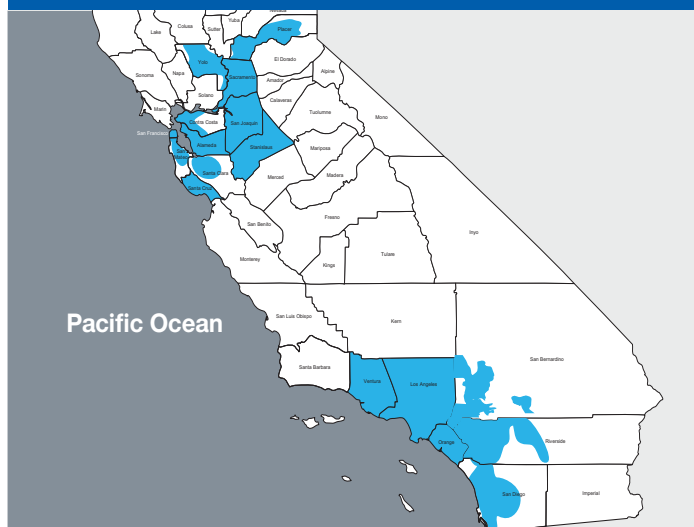 Nevada
Colusa
Yuba
Sutter
Placer
Lake
El Dorado
Yolo
Alpine
Sonoma
Napa
Sacramento
Amador
Solano
Calaveras
Marin
Tuolumne
Mono
Contra Costa
San Joaquin
San Francisco
Alameda
Stanislaus
Mariposa
San Mateo
Santa Clara
Merced
Madera
Santa Cruz
Fresno
San Benito
Inyo
Monterey
Kings
Tulare
San Luis Obispo
Kern
Pacific Ocean
San Bernardino
Santa Barbara
Ventura
Los Angeles
Orange
Riverside
San Diego
Imperial